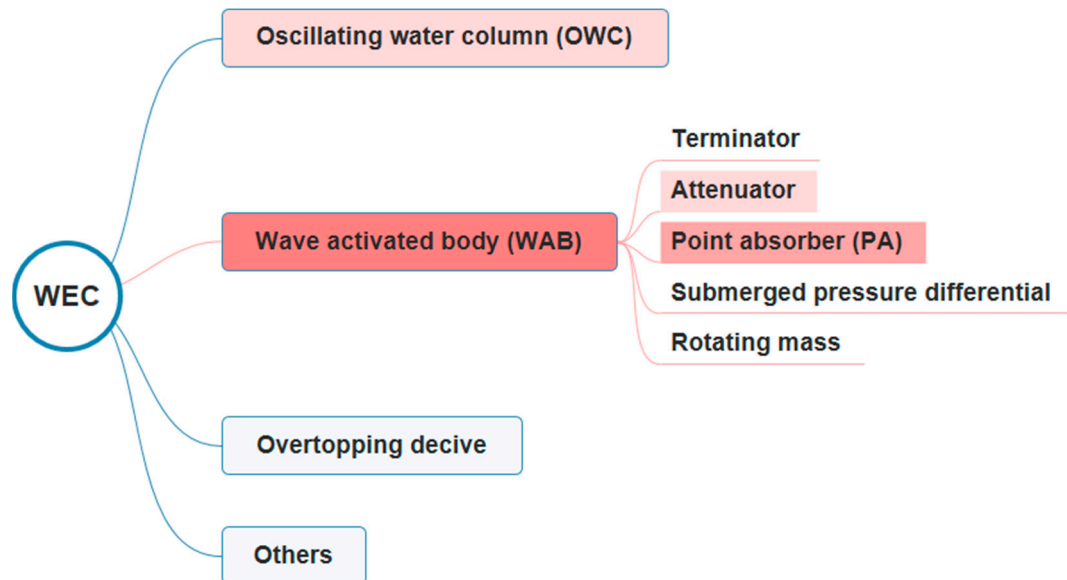 WEC
Oscillating water column (OWC)
Wave activated body (WAB)
Terminator
Attenuator
Point absorber (PA)
Submerged pressure differential
Rotating mass
Overtopping decive
Others